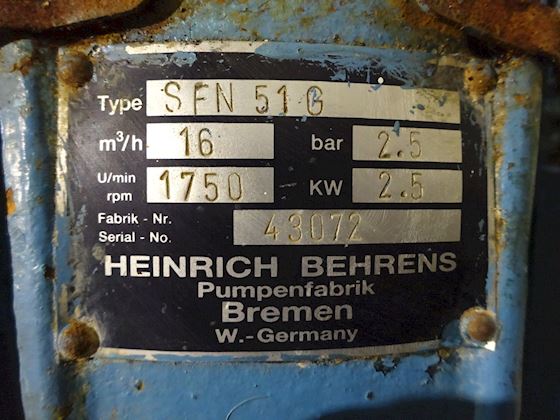 Type SFN 51 G
m³/h 16 bar 2.5
U/min rpm 1750 KW 2.5
Fabrik - Nr.
Serial - No. 43072
HEINRICH BEHRENS
Pumpenfabrik
Bremen
W.-Germany